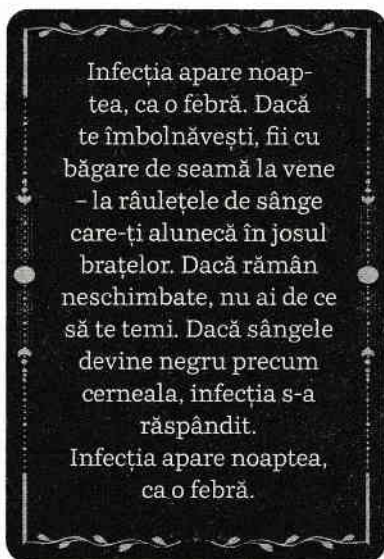 Infecția apare noap-
tea, ca o febră. Dacă
te îmbolnăvești, fii cu
băgare de seamă la vene
– la râulețele de sânge
care-ți alunecă în josul
brațelor. Dacă rămân
neschimbate, nu ai de ce
să te temi. Dacă sângele
devine negru precum
cerneala, infecția s-a
răspândit.
Infecția apare noaptea,
ca o febră.